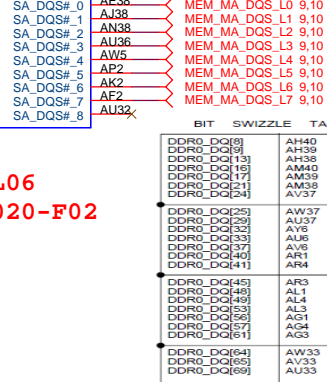 SA_DQS#_0 AF38 MEM_MA_DQS_L0 9,10
SA_DQS#_1 AJ38 MEM_MA_DQS_L1 9,10
SA_DQS#_2 AN38 MEM_MA_DQS_L2 9,10
SA_DQS#_3 AU36 MEM_MA_DQS_L3 9,10
SA_DQS#_4 AW5 MEM_MA_DQS_L4 9,10
SA_DQS#_5 AP2 MEM_MA_DQS_L5 9,10
SA_DQS#_6 AK2 MEM_MA_DQS_L6 9,10
SA_DQS#_7 AF2 MEM_MA_DQS_L7 9,10
SA_DQS#_8 AU32
BIT SWIZZLE TA
L06
020-F02
DDR0_DQ[8] AH40
DDR0_DQ[9] AH39
DDR0_DQ[13] AH38
DDR0_DQ[16] AM40
DDR0_DQ[17] AM39
DDR0_DQ[21] AM38
DDR0_DQ[24] AV37
DDR0_DQ[25] AW37
DDR0_DQ[29] AU37
DDR0_DQ[32] AY6
DDR0_DQ[33] AU6
DDR0_DQ[37] AV6
DDR0_DQ[40] AR1
DDR0_DQ[41] AR4
DDR0_DQ[45] AR3
DDR0_DQ[48] AL1
DDR0_DQ[49] AL4
DDR0_DQ[53] AL3
DDR0_DQ[56] AG1
DDR0_DQ[57] AG4
DDR0_DQ[61] AG3
DDR0_DQ[64] AW33
DDR0_DQ[65] AV33
DDR0_DQ[69] AU33